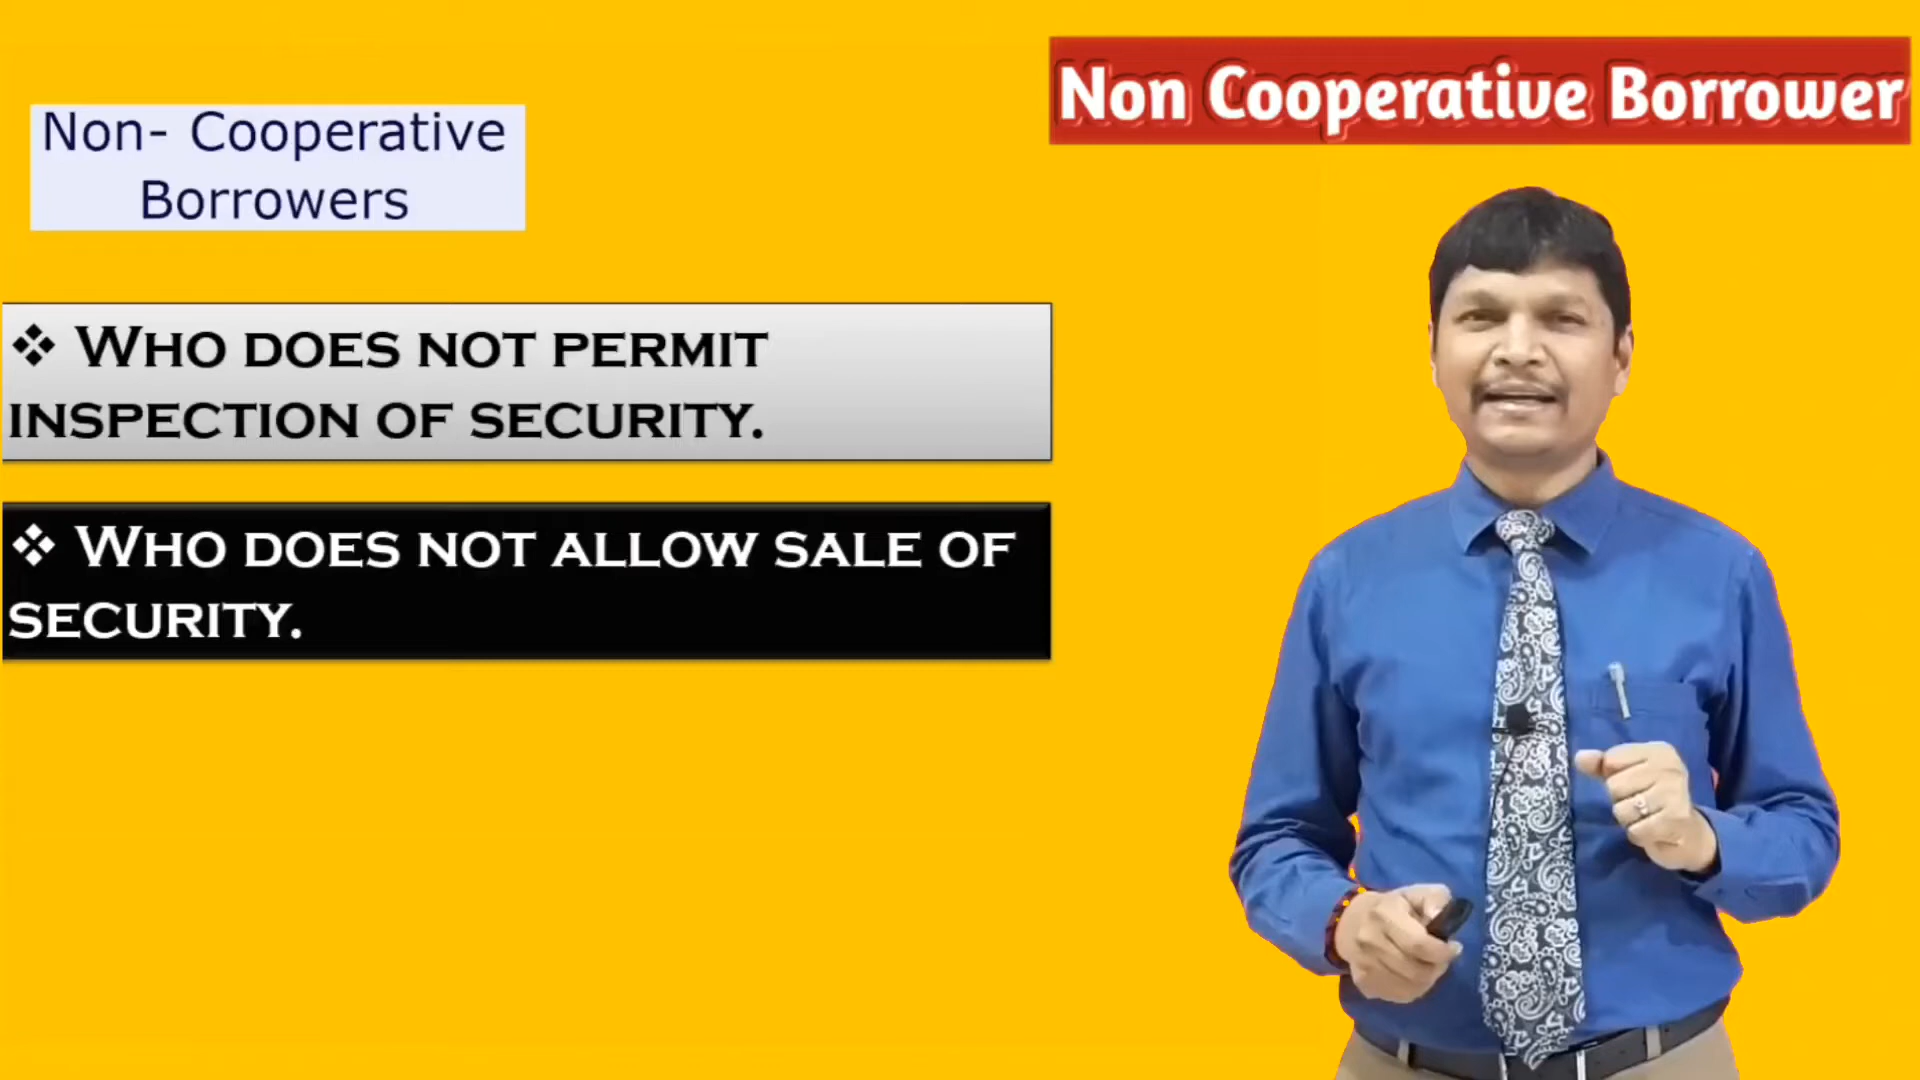 Non Cooperative Borrower
Non- Cooperative
Borrowers
❖ WHO DOES NOT PERMIT
INSPECTION OF SECURITY.
❖ WHO DOES NOT ALLOW SALE OF
SECURITY.